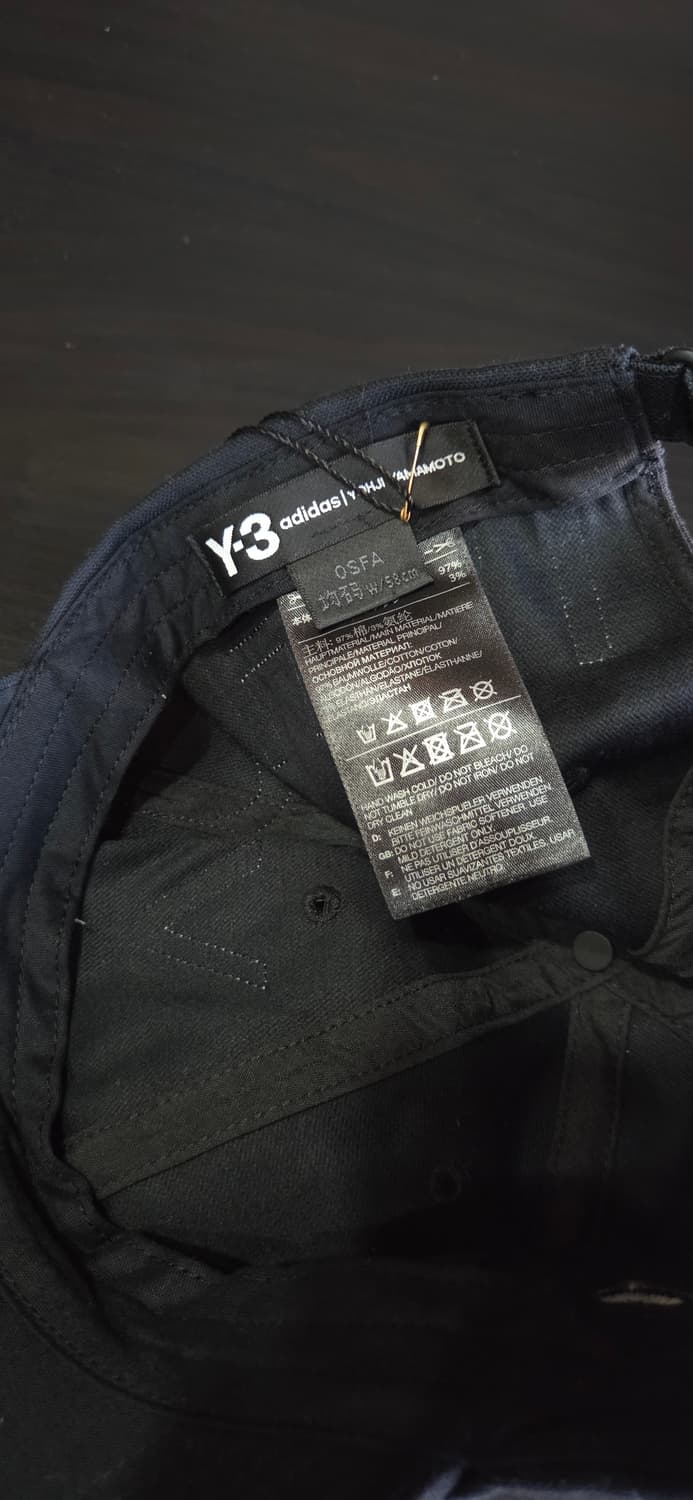 Y-3 adidas | YOHJI YAMAMOTO
OSFA
均码 W/58cm
97%
3%
本体
主料: 97%棉/3%氨纶
HAUPTMATERIAL/MAIN MATERIAL/MATIERE
PRINCIPALE/MATERIAL PRINCIPAL/
ОСНОВНОЙ МАТЕРИАЛ:
BAUMWOLLE/COTTON/COTON/
ALGODÓN/ALGODÃO/ХЛОПОК
ELASTHAN/ELASTANE/ÉLASTHANNE/
ЭЛАСТАН
HAND WASH COLD/ DO NOT BLEACH/ DO
NOT TUMBLE DRY/ DO NOT IRON/ DO NOT
DRY CLEAN
D: KEINEN WEICHSPUELER VERWENDEN.
BITTE FEINWASCHMITTEL VERWENDEN.
GB: DO NOT USE FABRIC SOFTENER. USE
MILD DETERGENT ONLY.
F: NE PAS UTILISER D'ASSOUPLISSEUR.
UTILISER UN DETERGENT DOUX.
E: NO USAR SUAVIZANTES TEXTILES. USAR
DETERGENTE NEUTRO.